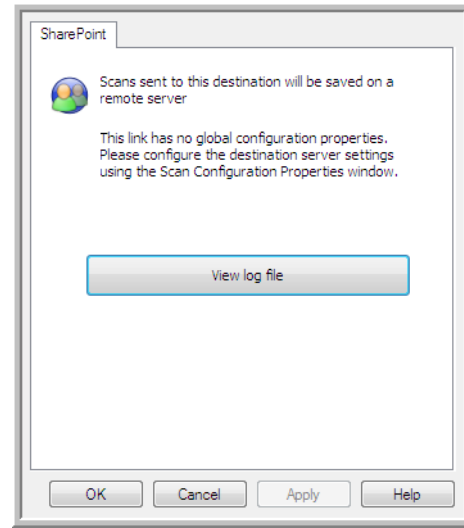 SharePoint
Scans sent to this destination will be saved on a
remote server
This link has no global configuration properties.
Please configure the destination server settings
using the Scan Configuration Properties window.
View log file
OK Cancel Apply Help